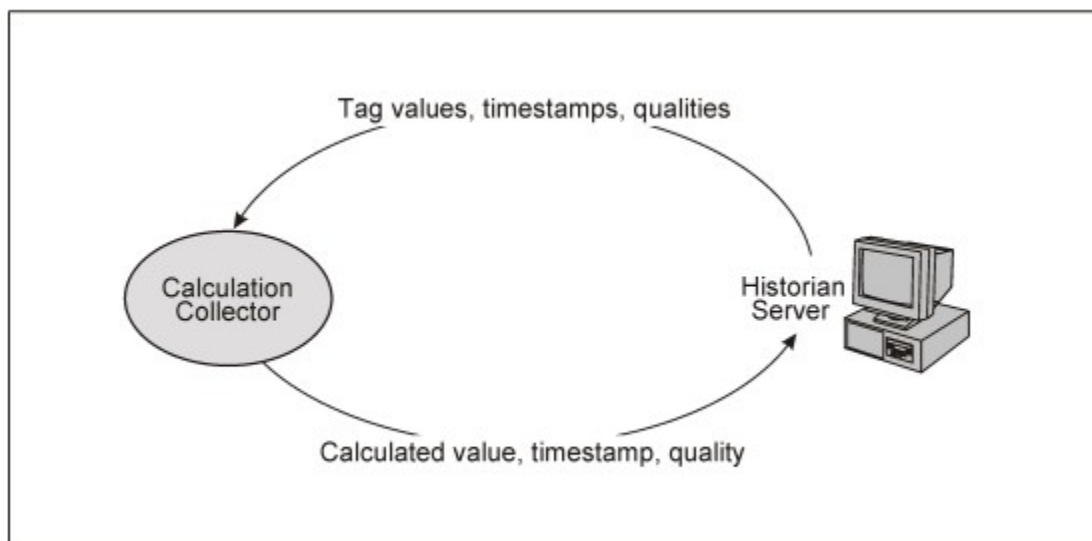 Tag values, timestamps, qualities
Calculation
Collector
Historian
Server
Calculated value, timestamp, quality